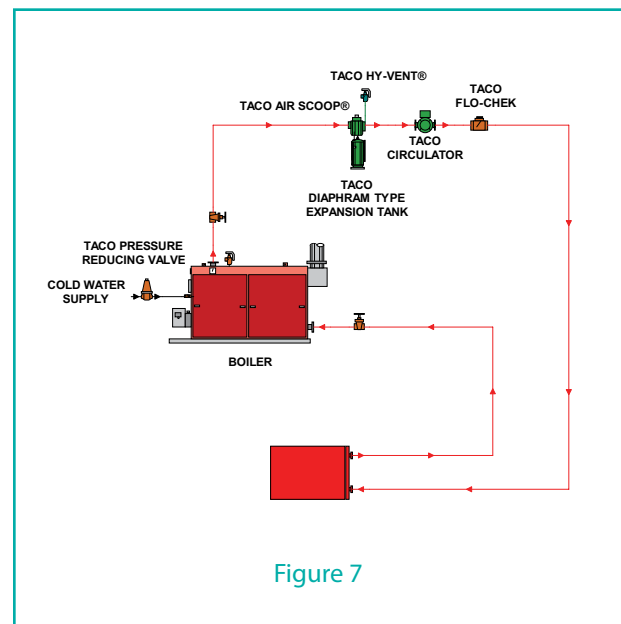 TACO HY-VENT®
TACO AIR SCOOP®
TACO
FLO-CHEK
TACO
CIRCULATOR
TACO
DIAPHRAM TYPE
EXPANSION TANK
TACO PRESSURE
REDUCING VALVE
COLD WATER
SUPPLY
BOILER
Figure 7